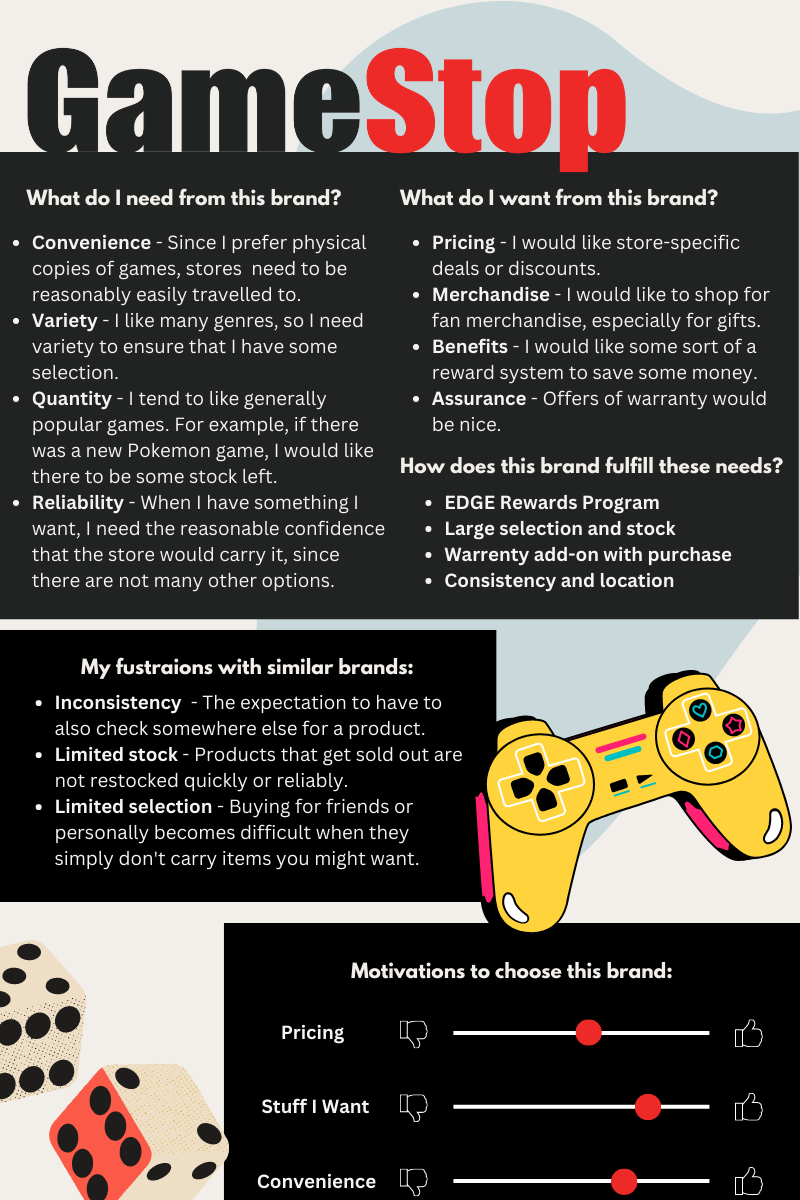 GameStop
What do I need from this brand?
Convenience - Since I prefer physical
copies of games, stores need to be
reasonably easily travelled to.
Variety - I like many genres, so I need
variety to ensure that I have some
selection.
Quantity - I tend to like generally
popular games. For example, if there
was a new Pokemon game, I would like
there to be some stock left.
Reliability - When I have something I
want, I need the reasonable confidence
that the store would carry it, since
there are not many other options.
What do I want from this brand?
Pricing - I would like store-specific
deals or discounts.
Merchandise - I would like to shop for
fan merchandise, especially for gifts.
Benefits - I would like some sort of a
reward system to save some money.
Assurance - Offers of warranty would
be nice.
How does this brand fulfill these needs?
EDGE Rewards Program
Large selection and stock
Warrenty add-on with purchase
Consistency and location
My fustraions with similar brands:
Inconsistency - The expectation to have to
also check somewhere else for a product.
Limited stock - Products that get sold out are
not restocked quickly or reliably.
Limited selection - Buying for friends or
personally becomes difficult when they
simply don't carry items you might want.
Motivations to choose this brand:
Pricing
Stuff I Want
Convenience